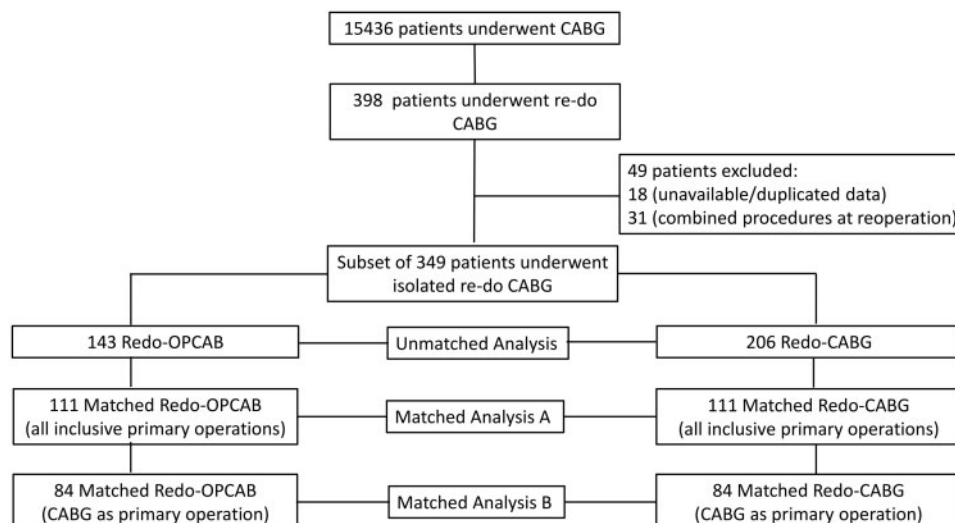 15436 patients underwent CABG
398 patients underwent re-do
CABG
49 patients excluded:
18 (unavailable/duplicated data)
31 (combined procedures at reoperation)
Subset of 349 patients underwent
isolated re-do CABG
143 Redo-OPCAB
Unmatched Analysis
206 Redo-CABG
111 Matched Redo-OPCAB
(all inclusive primary operations)
Matched Analysis A
111 Matched Redo-CABG
(all inclusive primary operations)
84 Matched Redo-OPCAB
(CABG as primary operation)
Matched Analysis B
84 Matched Redo-CABG
(CABG as primary operation)